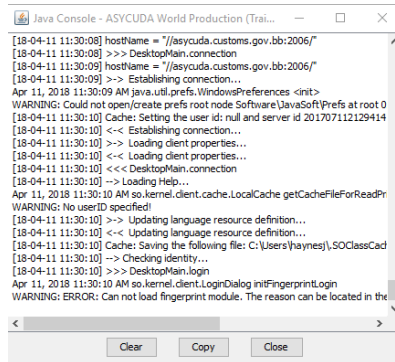 Java Console - ASYCUDA World Production (Trai...
[18-04-11 11:30:08] hostName = "//asycuda.customs.gov.bb:2006/"
[18-04-11 11:30:08] >>> DesktopMain.connection
[18-04-11 11:30:09] hostName = "//asycuda.customs.gov.bb:2006/"
[18-04-11 11:30:09] >-> Establishing connection...
Apr 11, 2018 11:30:09 AM java.util.prefs.WindowsPreferences <init>
WARNING: Could not open/create prefs root node Software\JavaSoft\Prefs at root 0
[18-04-11 11:30:10] Cache: Setting the user id: null and server id 201707112129414
[18-04-11 11:30:10] <-< Establishing connection...
[18-04-11 11:30:10] >-> Loading client properties...
[18-04-11 11:30:10] <-< Loading client properties...
[18-04-11 11:30:10] <<< DesktopMain.connection
[18-04-11 11:30:10] --> Loading Help...
Apr 11, 2018 11:30:10 AM so.kernel.client.cache.LocalCache getCacheFileForReadPri
WARNING: No userID specified!
[18-04-11 11:30:10] >-> Updating language resource definition...
[18-04-11 11:30:10] <-< Updating language resource definition...
[18-04-11 11:30:10] Cache: Saving the following file: C:\Users\haynesj\.SOClassCach
[18-04-11 11:30:10] --> Checking identity...
[18-04-11 11:30:10] >>> DesktopMain.login
Apr 11, 2018 11:30:10 AM so.kernel.client.LoginDialog initFingerprintLogin
WARNING: ERROR: Can not load fingerprint module. The reason can be located in the
Clear Copy Close